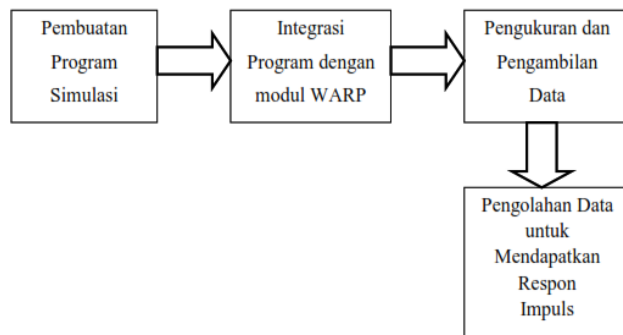 Pembuatan
Program
Simulasi
Integrasi
Program dengan
modul WARP
Pengukuran dan
Pengambilan
Data
Pengolahan Data
untuk
Mendapatkan
Respon
Impuls